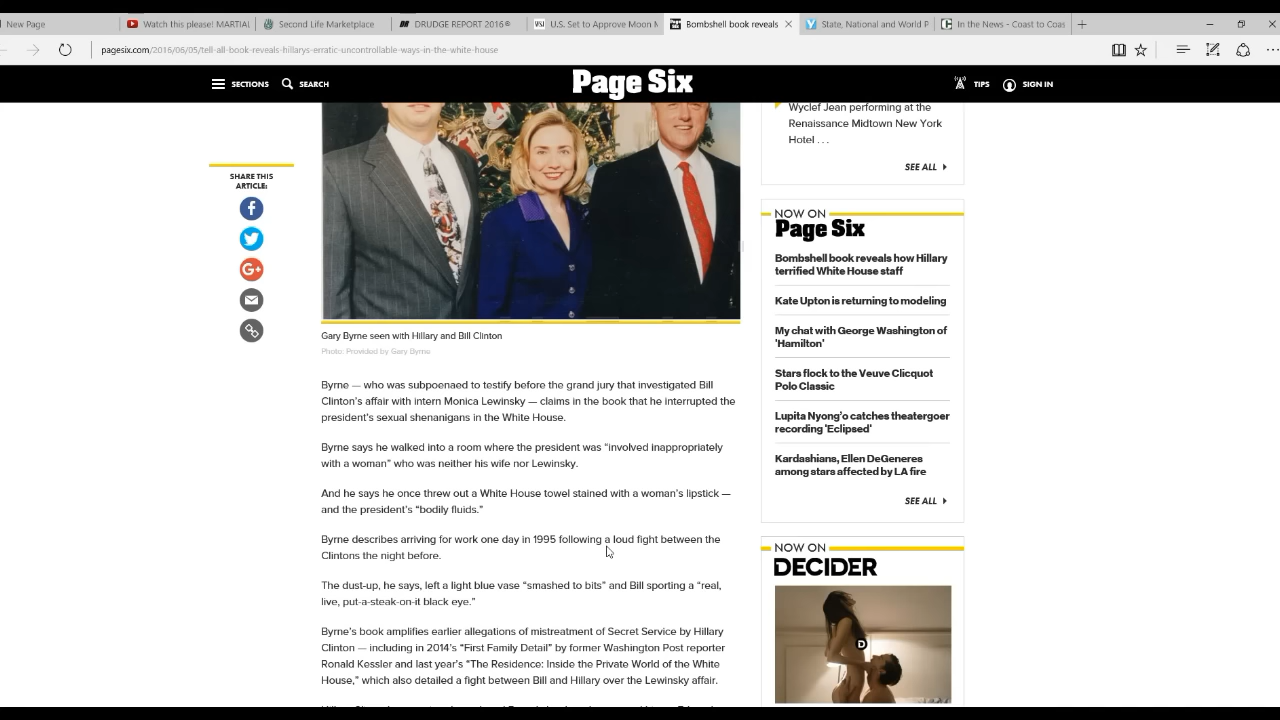 New Page
Watch this please! MARTIAL
Second Life Marketplace
DRUDGE REPORT 2016®
U.S. Set to Approve Moon M
Bombshell book reveals
State, National and World P
In the News - Coast to Coas
pagesix.com/2016/06/05/tell-all-book-reveals-hillarys-erratic-uncontrollable-ways-in-the-white-house
SECTIONS
SEARCH
Page Six
TIPS
SIGN IN
SHARE THIS
ARTICLE:
G+
Gary Byrne seen with Hillary and Bill Clinton
Photo: Provided by Gary Byrne
Byrne — who was subpoenaed to testify before the grand jury that investigated Bill
Clinton’s affair with intern Monica Lewinsky — claims in the book that he interrupted the
president’s sexual shenanigans in the White House.
Byrne says he walked into a room where the president was “involved inappropriately
with a woman” who was neither his wife nor Lewinsky.
And he says he once threw out a White House towel stained with a woman’s lipstick —
and the president’s “bodily fluids.”
Byrne describes arriving for work one day in 1995 following a loud fight between the
Clintons the night before.
The dust-up, he says, left a light blue vase “smashed to bits” and Bill sporting a “real,
live, put-a-steak-on-it black eye.”
Byrne’s book amplifies earlier allegations of mistreatment of Secret Service by Hillary
Clinton — including in 2014’s “First Family Detail” by former Washington Post reporter
Ronald Kessler and last year’s “The Residence: Inside the Private World of the White
House,” which also detailed a fight between Bill and Hillary over the Lewinsky affair.
Wyclef Jean performing at the
Renaissance Midtown New York
Hotel . . .
SEE ALL
NOW ON
Page Six
Bombshell book reveals how Hillary
terrified White House staff
Kate Upton is returning to modeling
My chat with George Washington of
'Hamilton'
Stars flock to the Veuve Clicquot
Polo Classic
Lupita Nyong’o catches theatergoer
recording 'Eclipsed'
Kardashians, Ellen DeGeneres
among stars affected by LA fire
SEE ALL
NOW ON
DECIDER
D